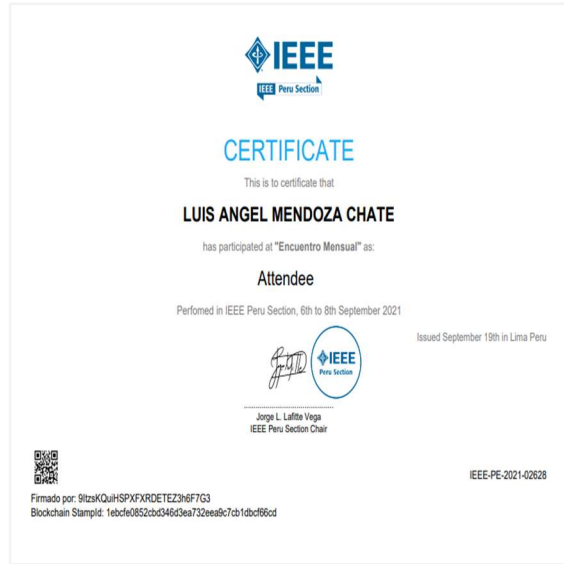 IEEE
IEEE Peru Section
CERTIFICATE
This is to certificate that
LUIS ANGEL MENDOZA CHATE
has participated at "Encuentro Mensual" as:
Attendee
Perfomed in IEEE Peru Section, 6th to 8th September 2021
Issued September 19th in Lima Peru
IEEE
Peru Section
Jorge L. Lafitte Vega
IEEE Peru Section Chair
IEEE-PE-2021-02628
Firmado por: 9ItzsKQuiHSPXFXRDETEZ3h6F7G3
Blockchain StampId: 1ebcfe0852cbd346d3ea732eea9c7cb1dbcf66cd